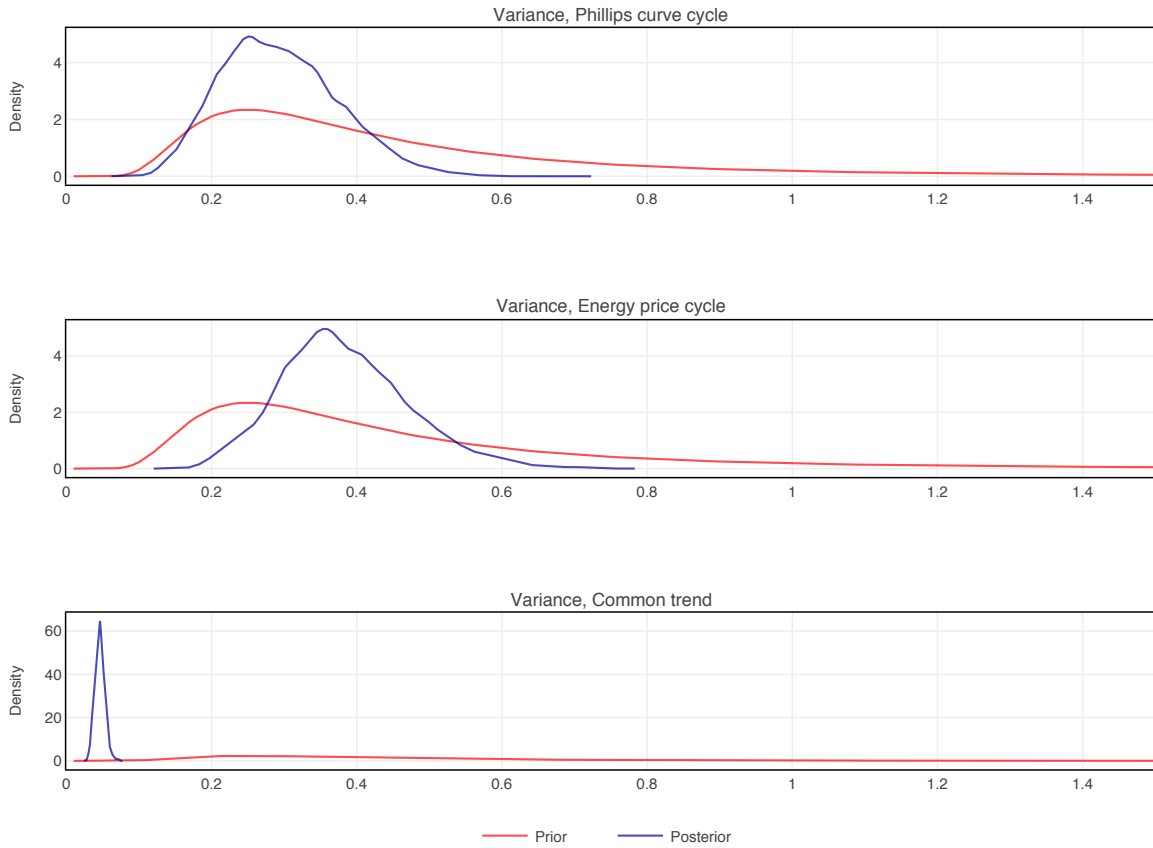 Variance, Phillips curve cycle
Density
4
2
0
0 0.2 0.4 0.6 0.8 1 1.2 1.4
Variance, Energy price cycle
Density
4
2
0
0 0.2 0.4 0.6 0.8 1 1.2 1.4
Variance, Common trend
Density
60
40
20
0
0 0.2 0.4 0.6 0.8 1 1.2 1.4
Prior Posterior